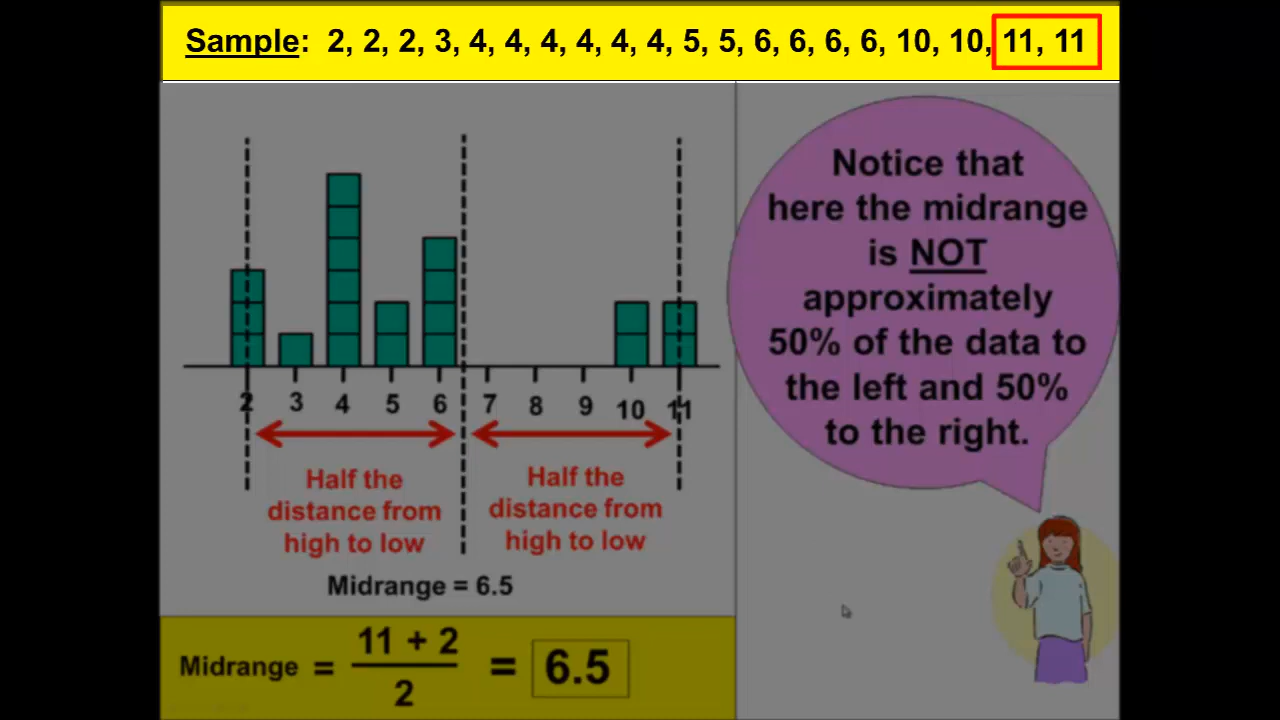 Sample: 2, 2, 2, 3, 4, 4, 4, 4, 4, 4, 5, 5, 6, 6, 6, 6, 10, 10, 11, 11
Notice that
here the midrange
is NOT
approximately
50% of the data to
the left and 50%
to the right.
2 3 4 5 6 7 8 9 10 11
Half the
distance from
high to low
Half the
distance from
high to low
Midrange = 6.5
Midrange = 11 + 2 / 2 = 6.5